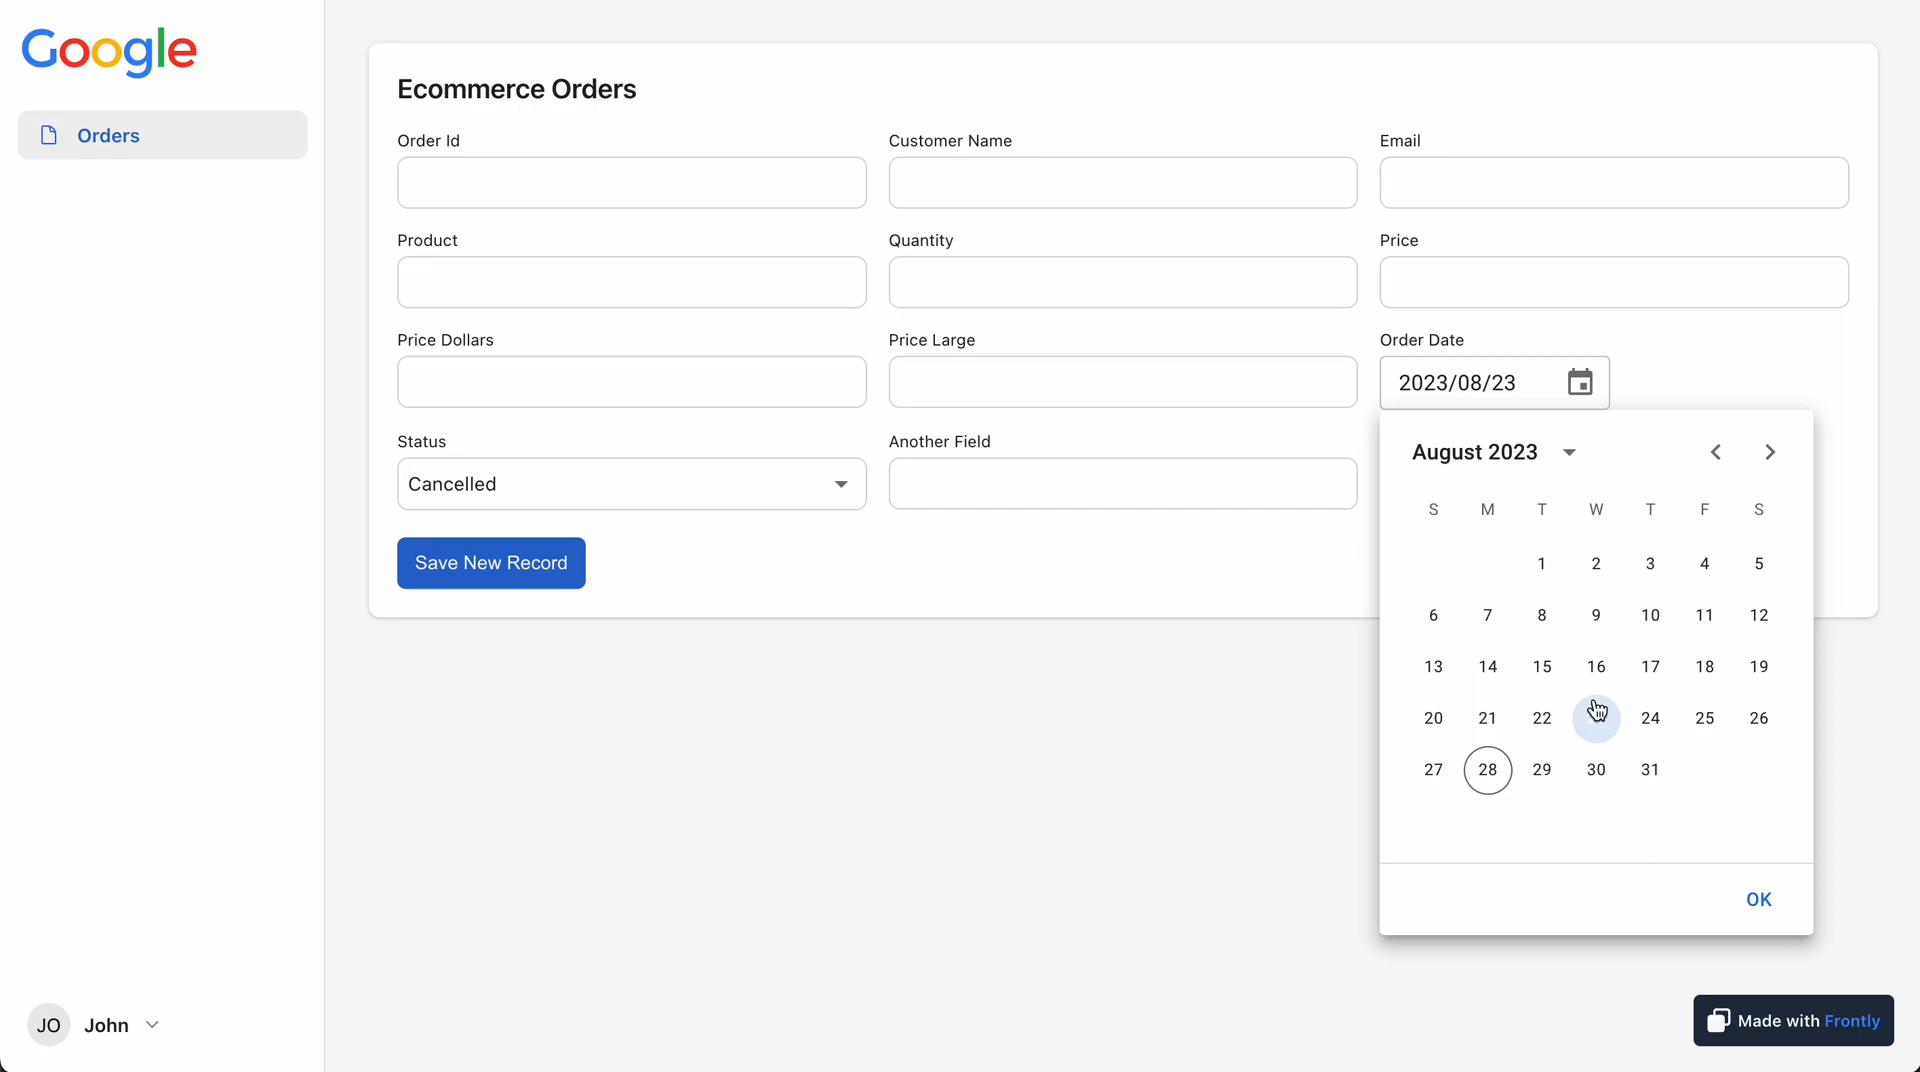 Google
Orders
Ecommerce Orders
Order Id
Customer Name
Email
Product
Quantity
Price
Price Dollars
Price Large
Order Date
2023/08/23
Status
Another Field
Cancelled
Save New Record
August 2023
S M T W T F S
1 2 3 4 5
6 7 8 9 10 11 12
13 14 15 16 17 18 19
20 21 22 24 25 26
27 28 29 30 31
OK
JO John
Made with Frontly